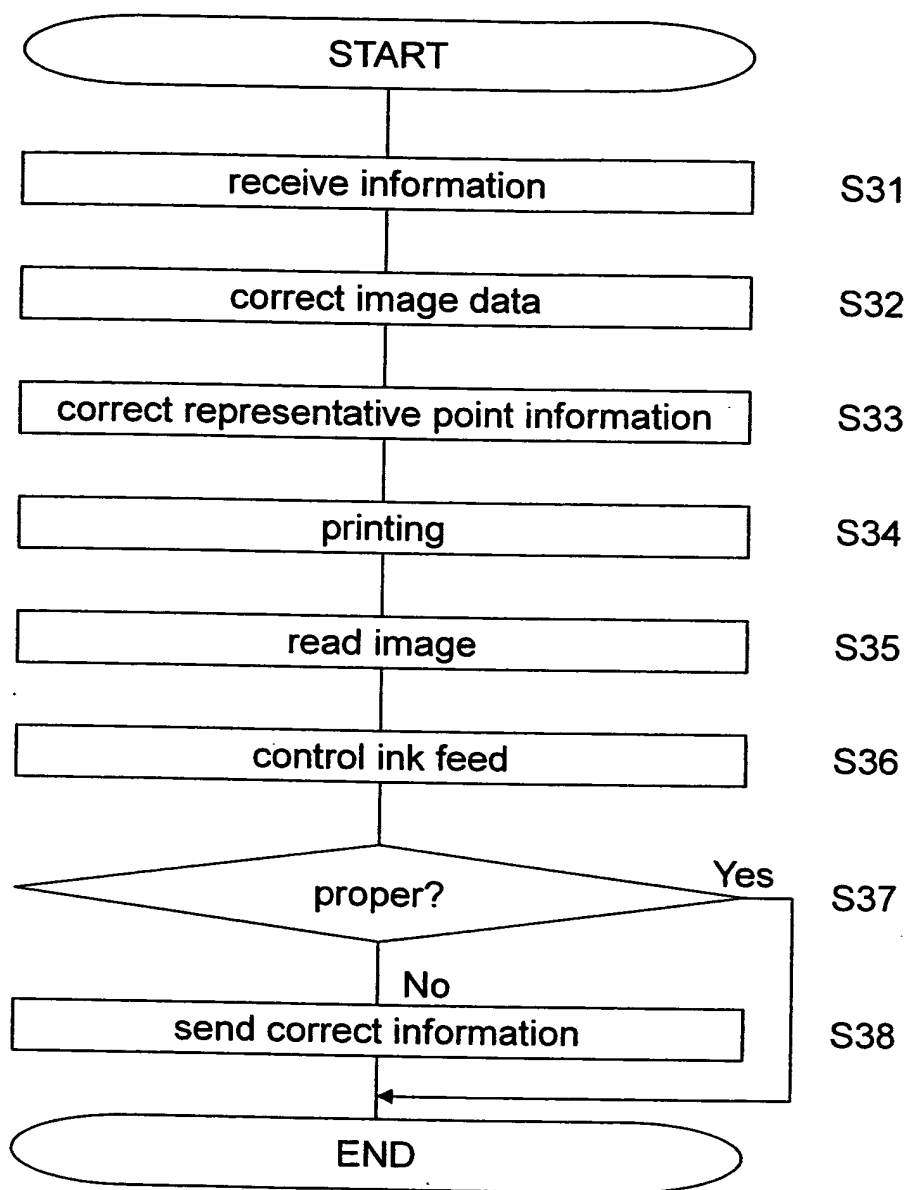 START
receive information S31
correct image data S32
correct representative point information S33
printing S34
read image S35
control ink feed S36
Yes
proper? S37
No
send correct information S38
END